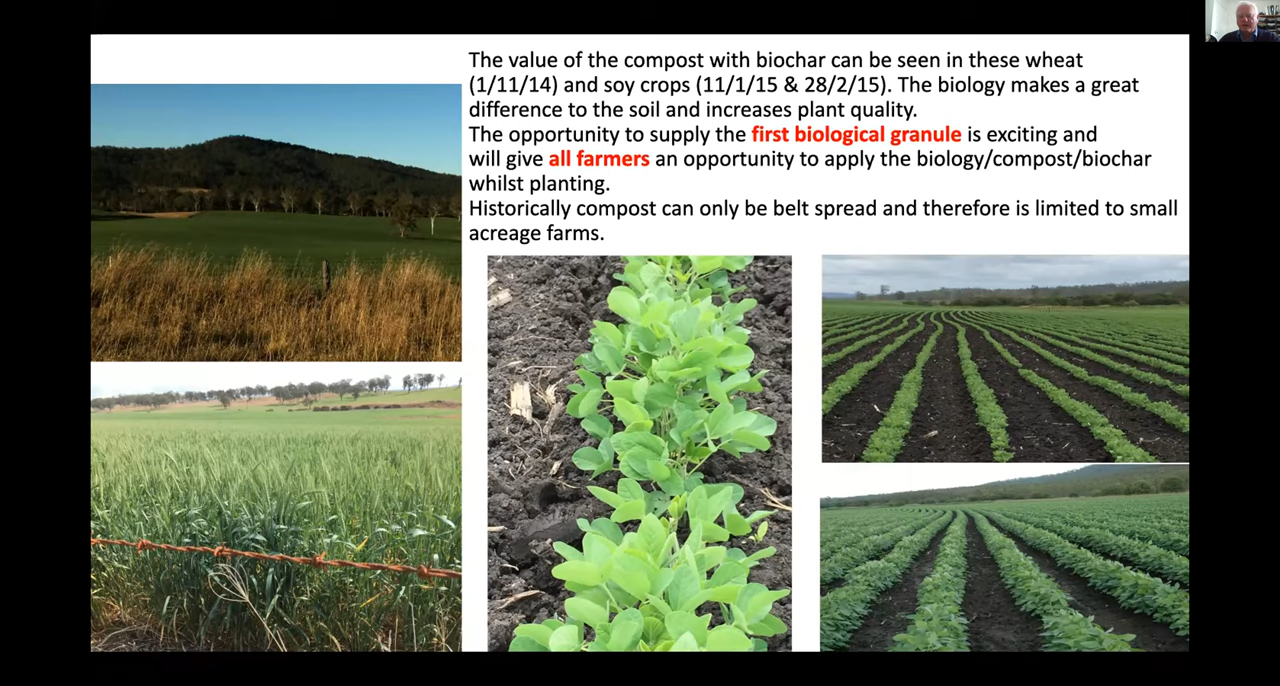 The value of the compost with biochar can be seen in these wheat
(1/11/14) and soy crops (11/1/15 & 28/2/15). The biology makes a great
difference to the soil and increases plant quality.
The opportunity to supply the first biological granule is exciting and
will give all farmers an opportunity to apply the biology/compost/biochar
whilst planting.
Historically compost can only be belt spread and therefore is limited to small
acreage farms.